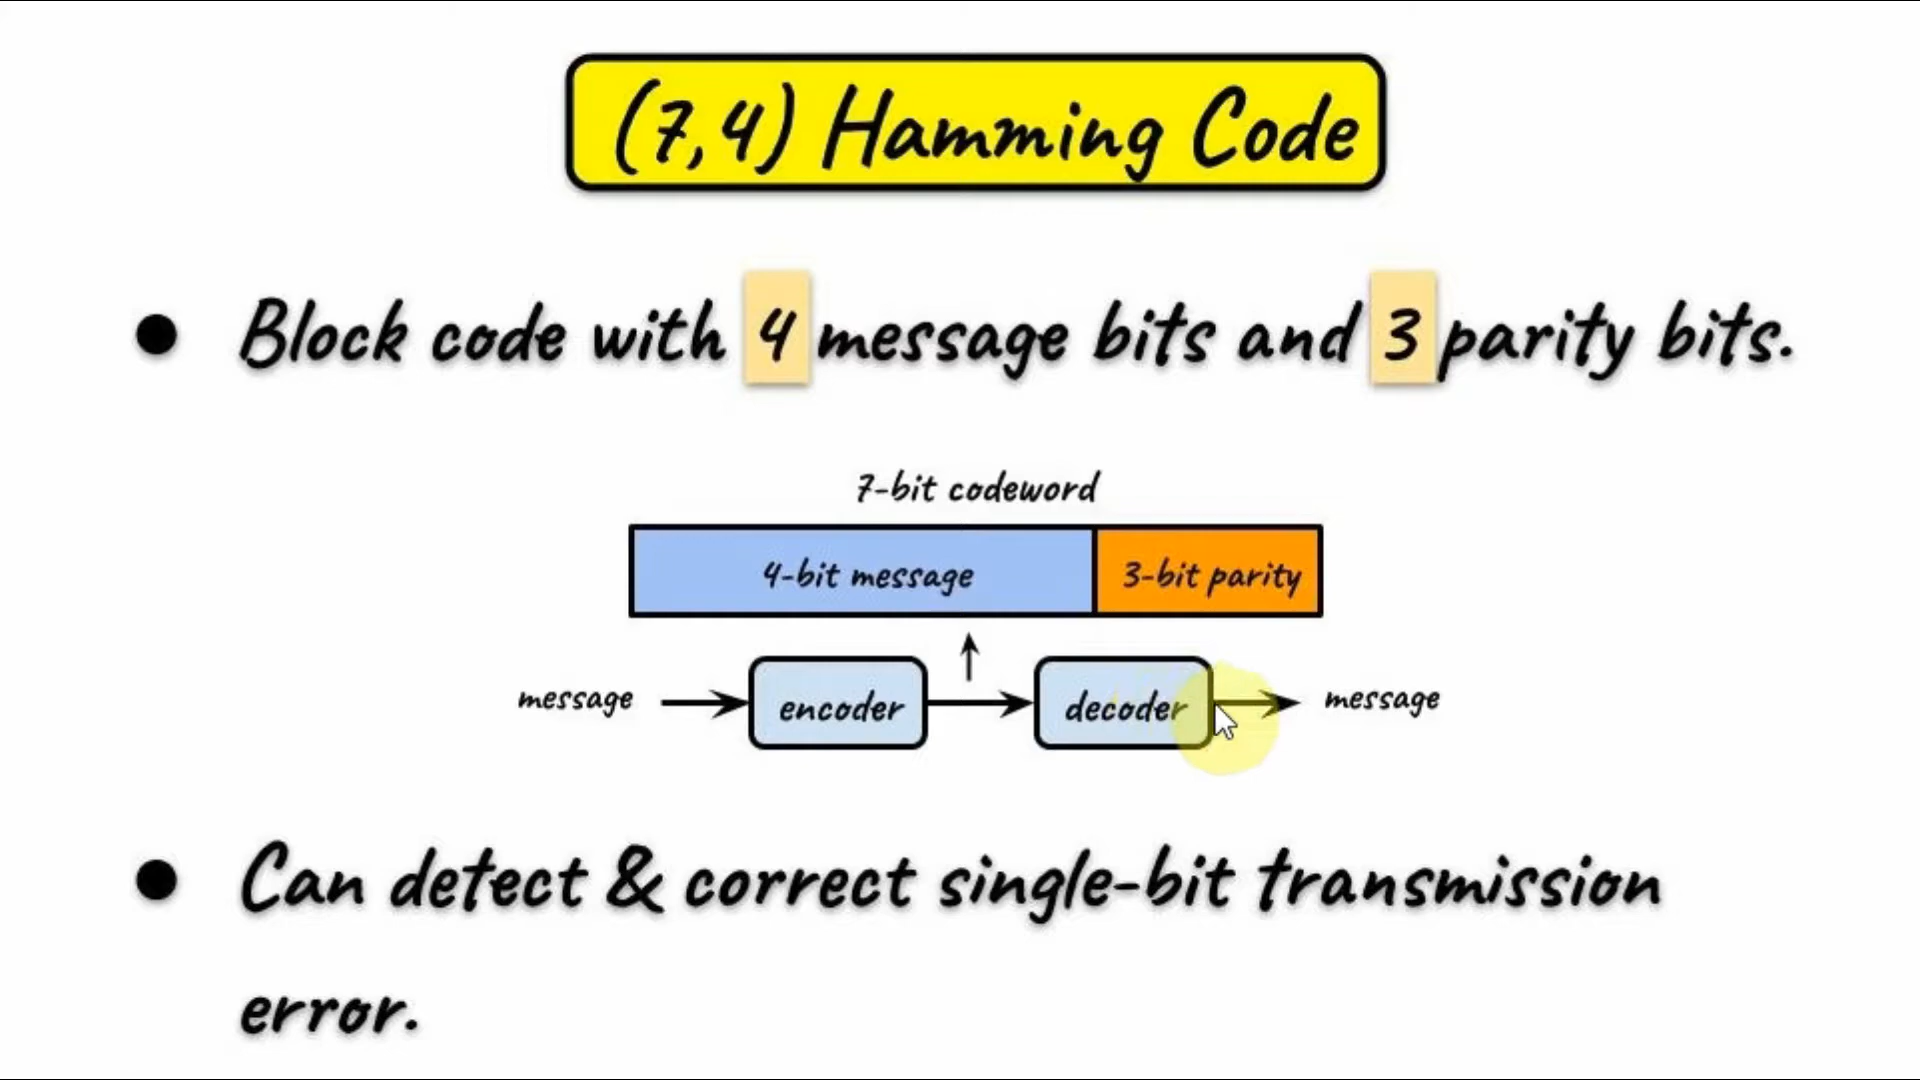 (7,4) Hamming Code
Block code with 4 message bits and 3 parity bits.
7-bit codeword
4-bit message 3-bit parity
message encoder decoder message
Can detect & correct single-bit transmission
error.